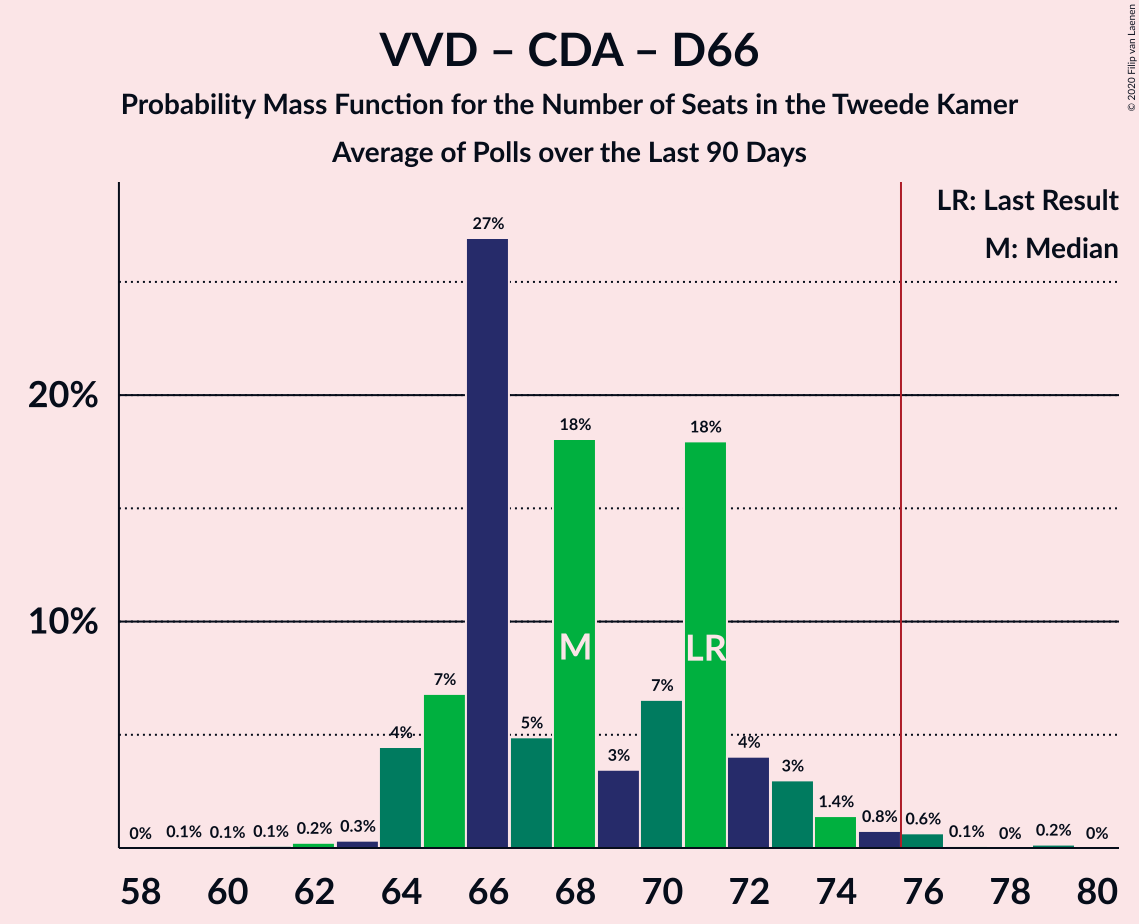 VVD – CDA – D66
Probability Mass Function for the Number of Seats in the Tweede Kamer
Average of Polls over the Last 90 Days
© 2020 Filip van Laenen
LR: Last Result
M: Median
20%
10%
0% 0.1% 0.1% 0.1% 0.2% 0.3% 4% 7% 27% 5% 18% 3% 7% 18% 4% 3% 1.4% 0.8% 0.6% 0.1% 0% 0.2% 0%
M LR
58 60 62 64 66 68 70 72 74 76 78 80